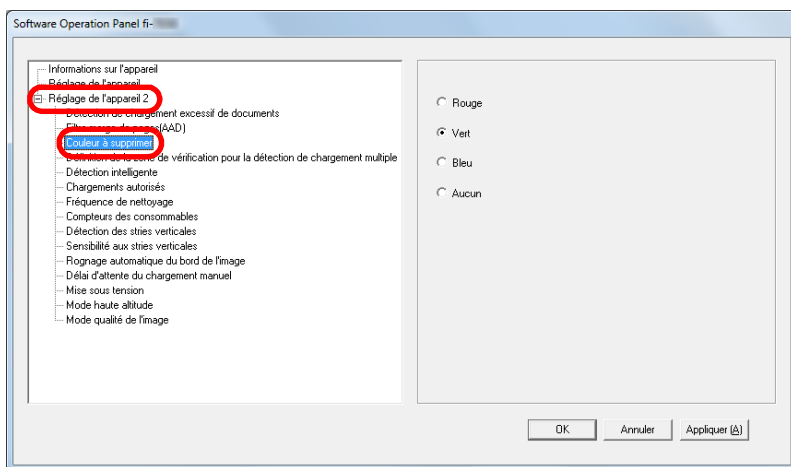 Software Operation Panel fi-
Informations sur l'appareil
Réglage de l'appareil
Réglage de l'appareil 2
Détection de chargement excessif de documents
Filtre marge de pages(AAD)
Couleur à supprimer
Définition de la zone de vérification pour la détection de chargement multiple
Détection intelligente
Chargements autorisés
Fréquence de nettoyage
Compteurs des consommables
Détection des stries verticales
Sensibilité aux stries verticales
Rognage automatique du bord de l'image
Délai d'attente du chargement manuel
Mise sous tension
Mode haute altitude
Mode qualité de l'image
Rouge
Vert
Bleu
Aucun
OK
Annuler
Appliquer (A)